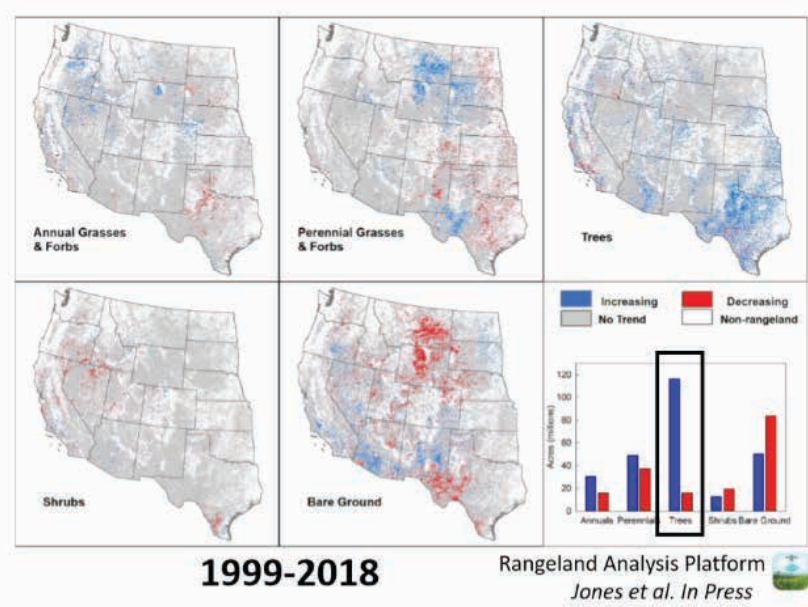 Annual Grasses
& Forbs
Perennial Grasses
& Forbs
Trees
Shrubs
Bare Ground
Increasing
Decreasing
No Trend
Non-rangeland
Acres (millions)
120
100
80
60
40
20
0
Annuals
Perennials
Trees
Shrubs
Bare Ground
1999-2018
Rangeland Analysis Platform
Jones et al. In Press